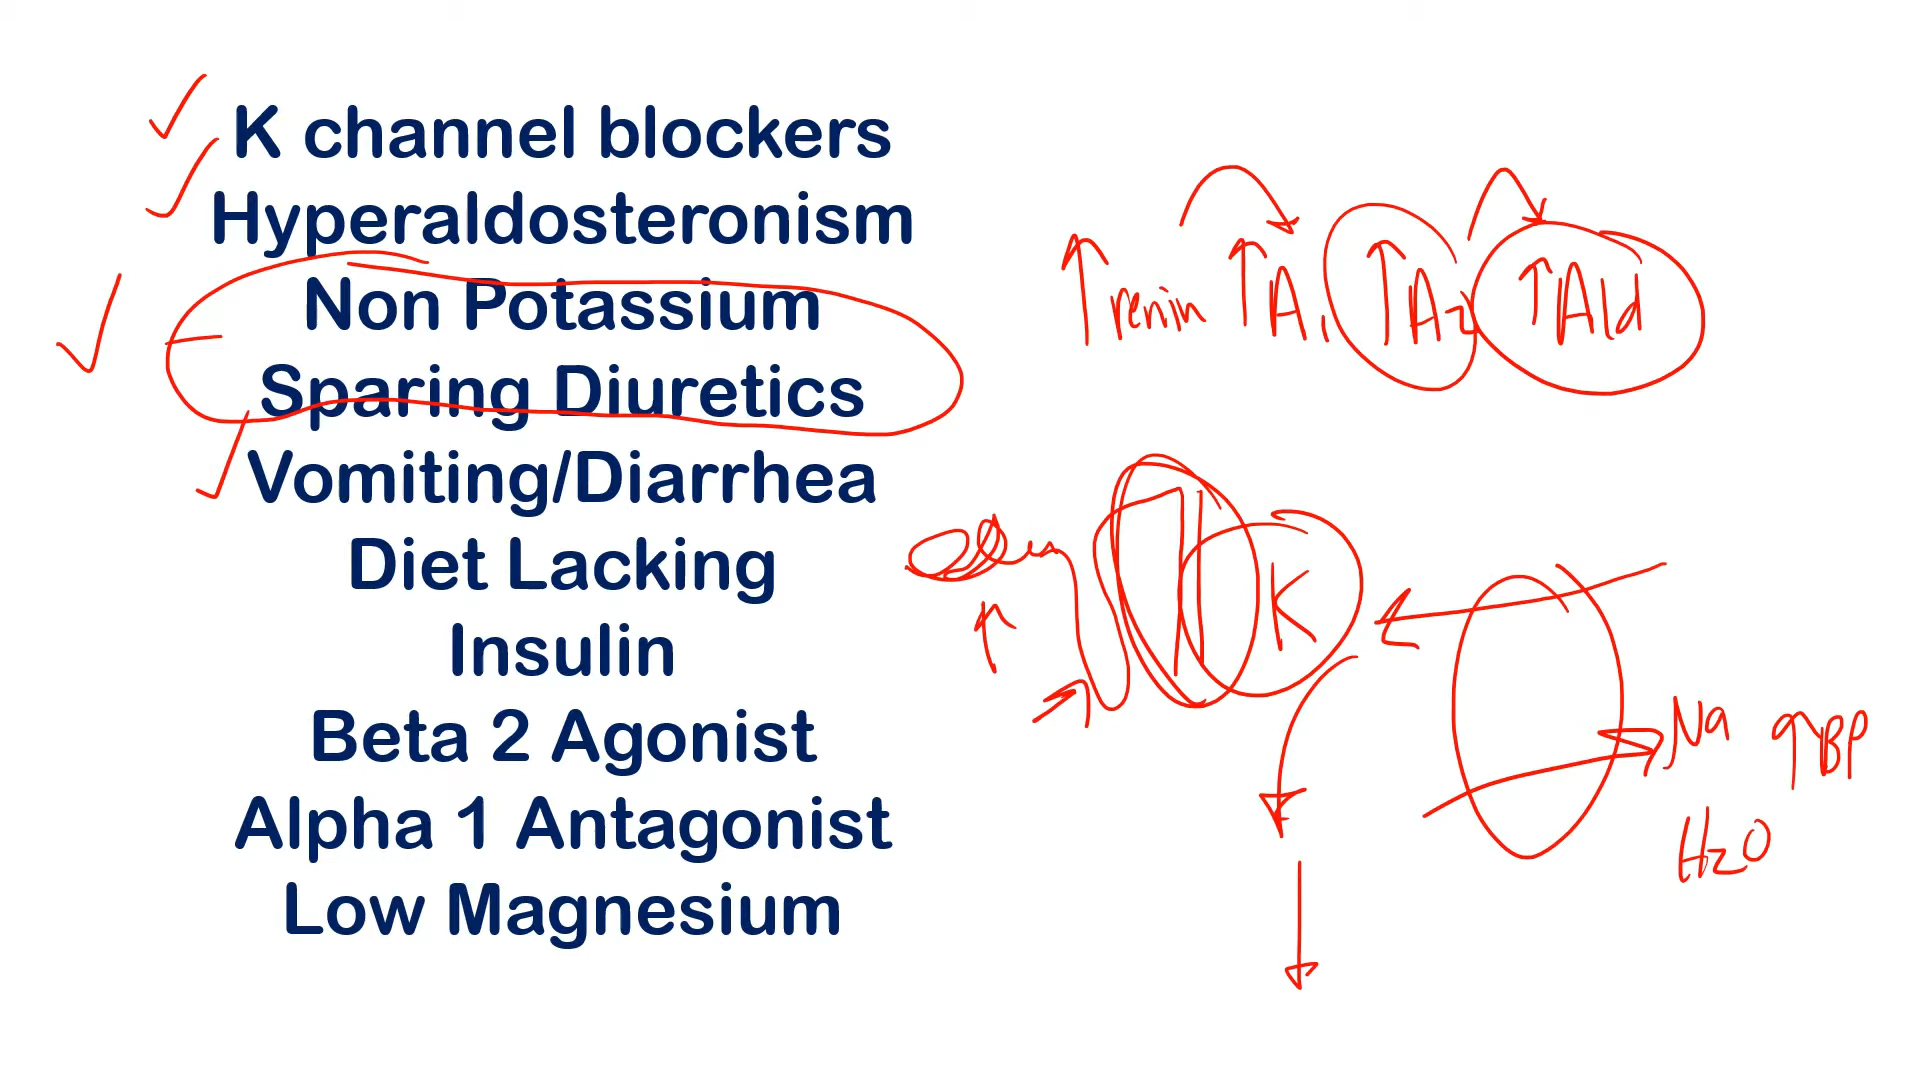 K channel blockers
Hyperaldosteronism
Non Potassium
Sparing Diuretics
Vomiting/Diarrhea
Diet Lacking
Insulin
Beta 2 Agonist
Alpha 1 Antagonist
Low Magnesium
↑renin ↑A1 ↑A2 ↑Ald
K
↑
Na ↑BP
H2O